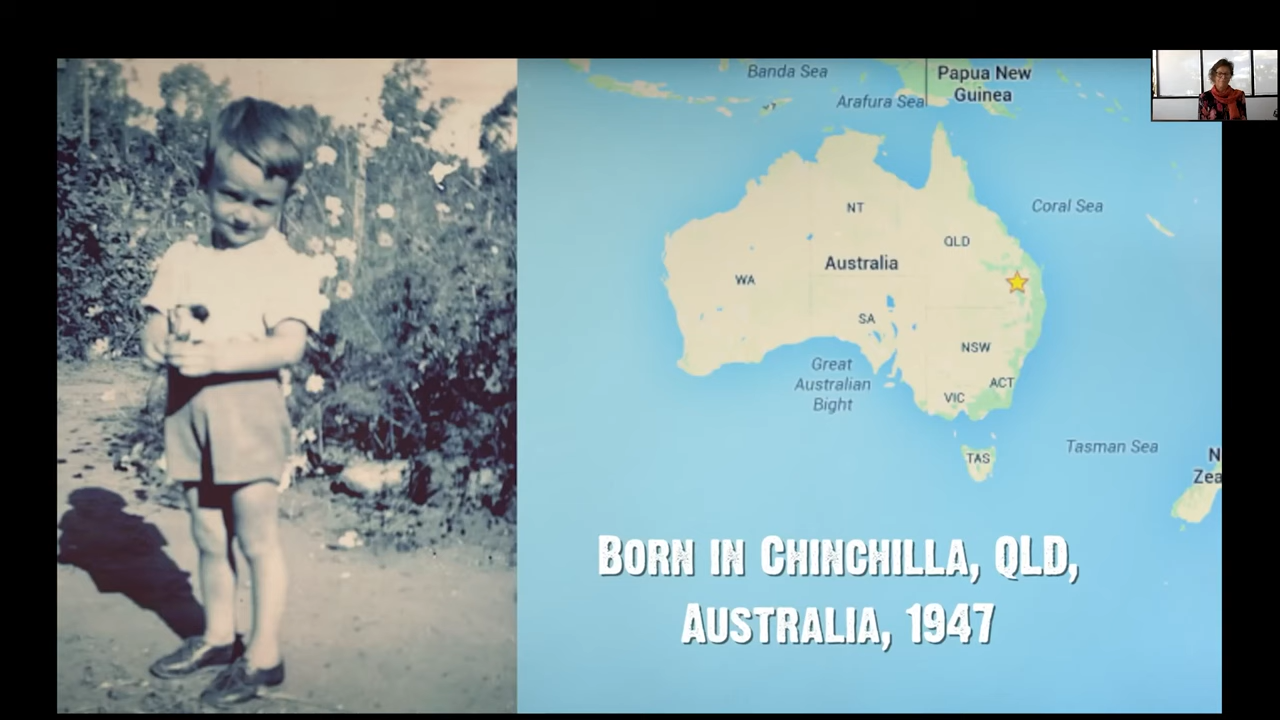 Banda Sea
Papua New
Guinea
Arafura Sea
Coral Sea
NT
QLD
Australia
WA
SA
NSW
Great
Australian
Bight
ACT
VIC
Tasman Sea
TAS
N
Zea
BORN IN CHINCHILLA, QLD,
AUSTRALIA, 1947